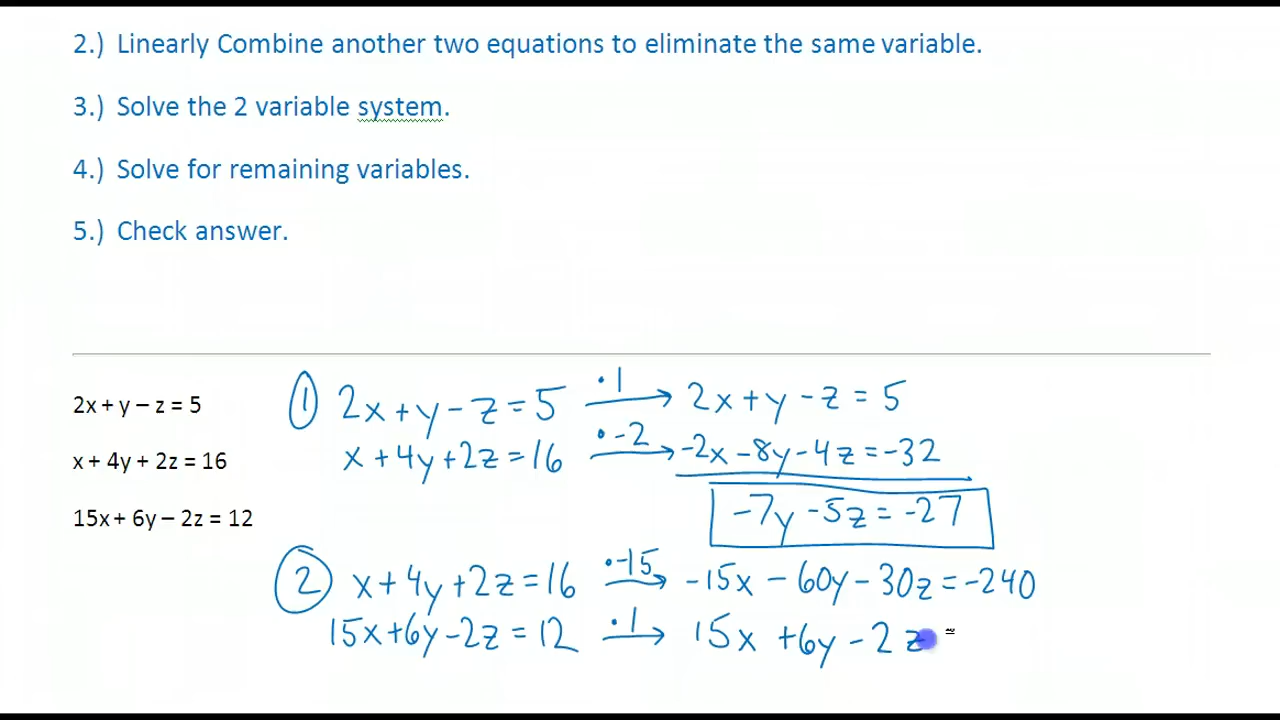 2.) Linearly Combine another two equations to eliminate the same variable.
3.) Solve the 2 variable system.
4.) Solve for remaining variables.
5.) Check answer.
2x + y – z = 5
x + 4y + 2z = 16
15x + 6y – 2z = 12
① 2x + y - z = 5 ·1→ 2x + y - z = 5
x + 4y + 2z = 16 ·-2→ -2x - 8y - 4z = -32
-7y - 5z = -27
② x + 4y + 2z = 16 ·-15→ -15x - 60y - 30z = -240
15x + 6y - 2z = 12 ·1→ 15x + 6y - 2z =